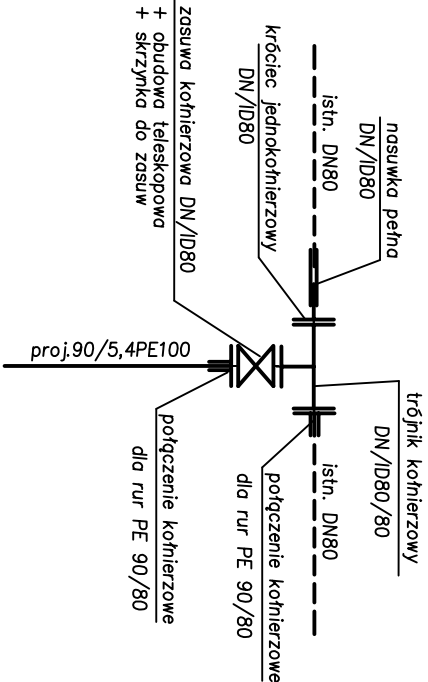 zasuwa kołnierzowa DN/ID80
+ obudowa teleskopowa
+ skrzynka do zasuw
króciec jednokołnierzowy
DN/ID80
istn. DN80
nasuwka pełna
DN/ID80
proj.90/5,4PE100
trójnik kołnierzowy
DN/ID80/80
istn. DN80
połączenie kołnierzowe
dla rur PE 90/80
połączenie kołnierzowe
dla rur PE 90/80